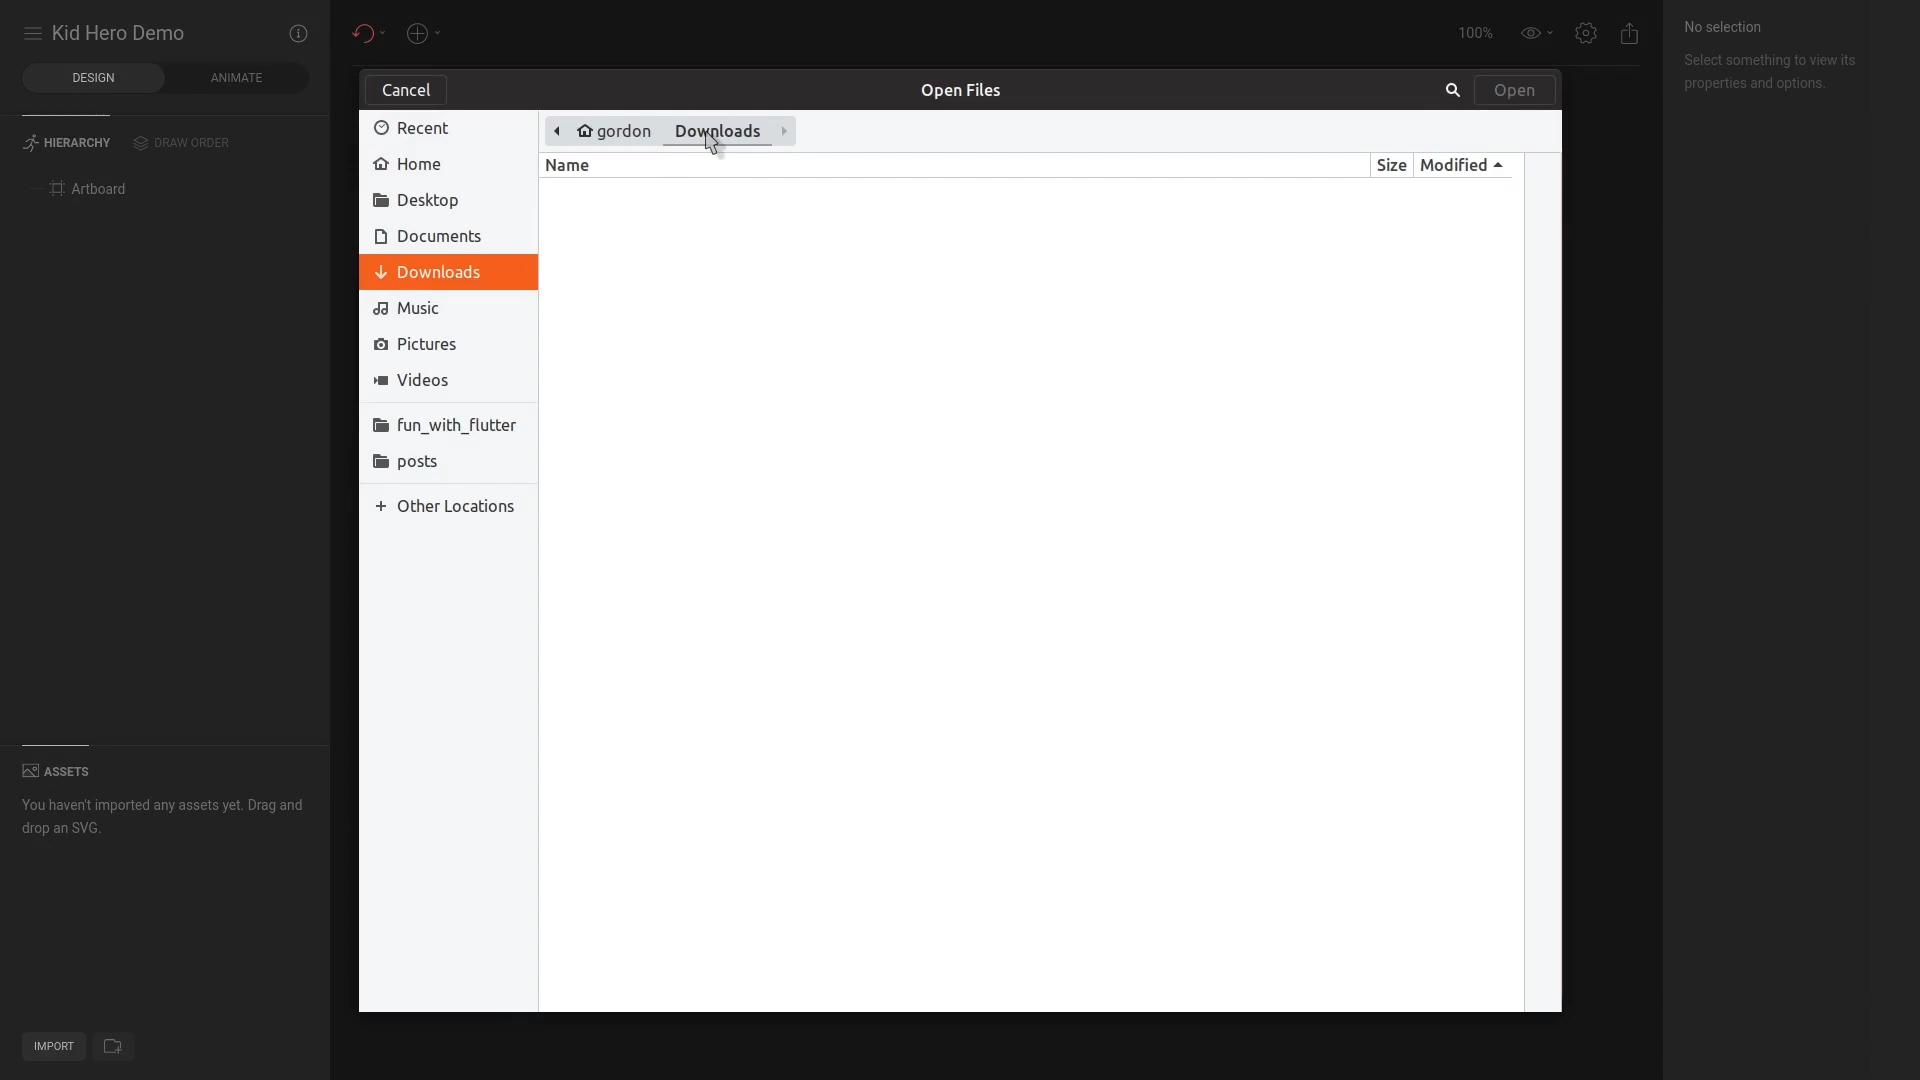 Kid Hero Demo
DESIGN
ANIMATE
HIERARCHY
DRAW ORDER
Artboard
ASSETS
You haven't imported any assets yet. Drag and
drop an SVG.
IMPORT
100%
Cancel
Open Files
Open
Recent
Home
Desktop
Documents
Downloads
Music
Pictures
Videos
fun_with_flutter
posts
Other Locations
gordon
Downloads
Name
Size
Modified
No selection
Select something to view its
properties and options.